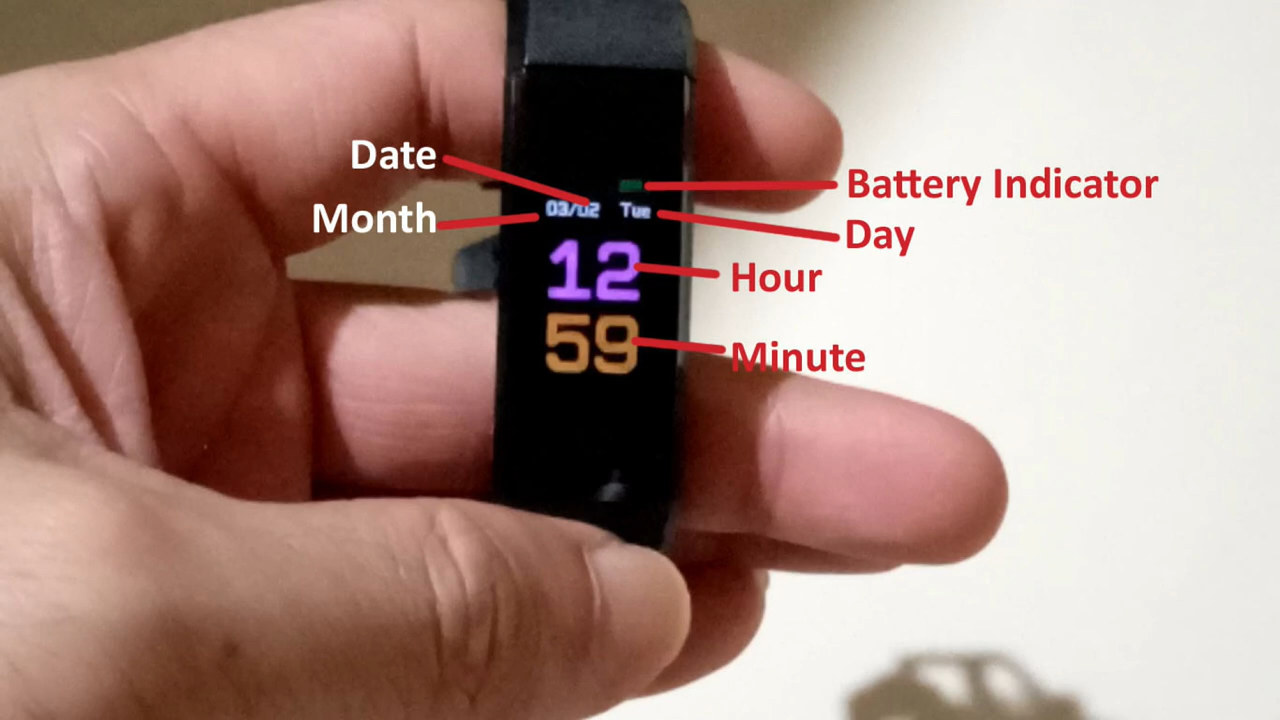 Date
Battery Indicator
Month
03/02 Tue
Day
12
Hour
59
Minute